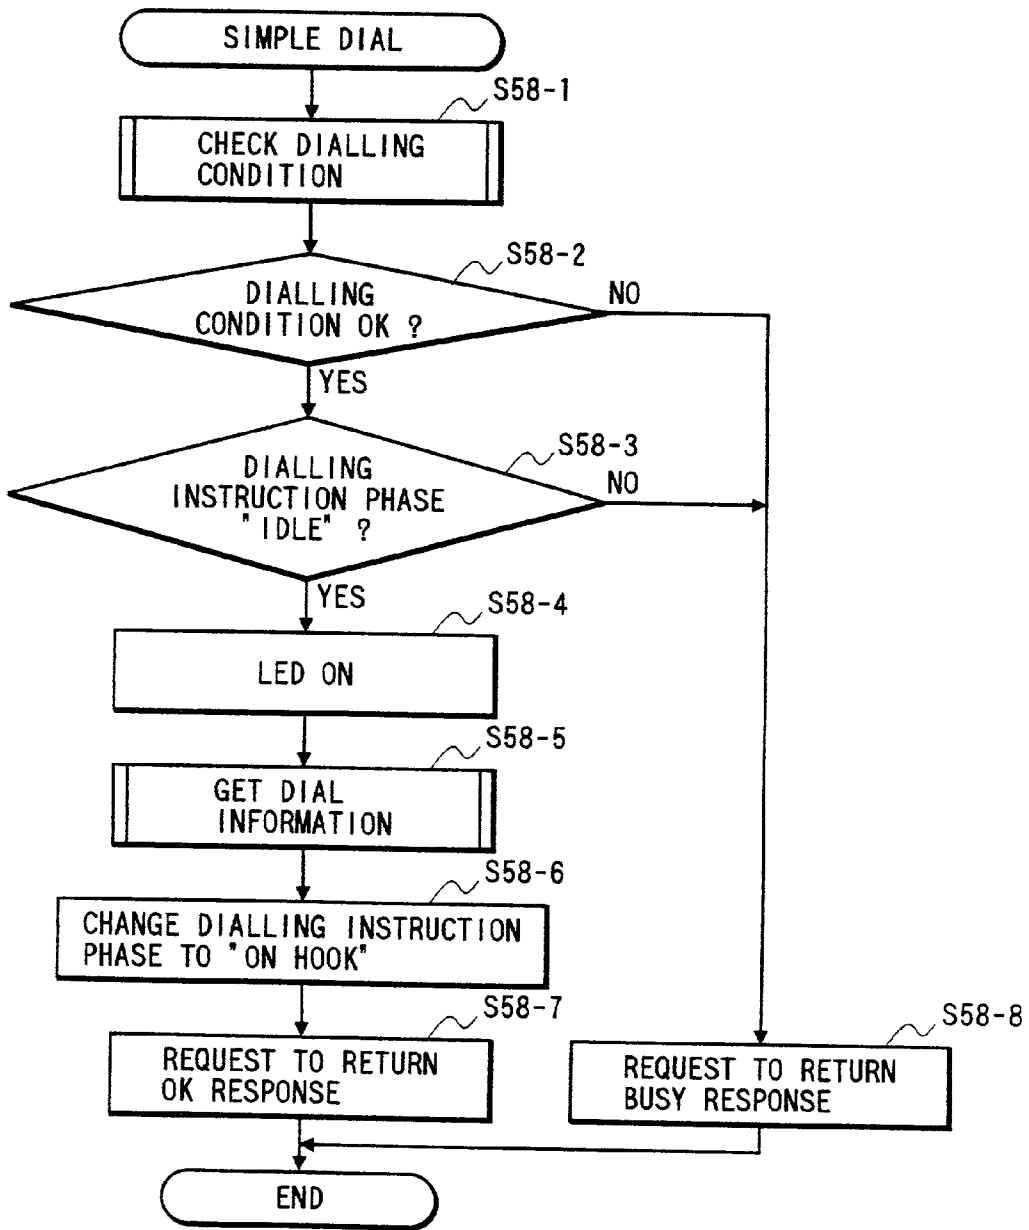 SIMPLE DIAL
S58-1
CHECK DIALLING
CONDITION
S58-2
DIALLING
CONDITION OK ?
NO
YES
S58-3
DIALLING
INSTRUCTION PHASE
"IDLE" ?
NO
YES
S58-4
LED ON
S58-5
GET DIAL
INFORMATION
S58-6
CHANGE DIALLING INSTRUCTION
PHASE TO "ON HOOK"
S58-7
REQUEST TO RETURN
OK RESPONSE
S58-8
REQUEST TO RETURN
BUSY RESPONSE
END